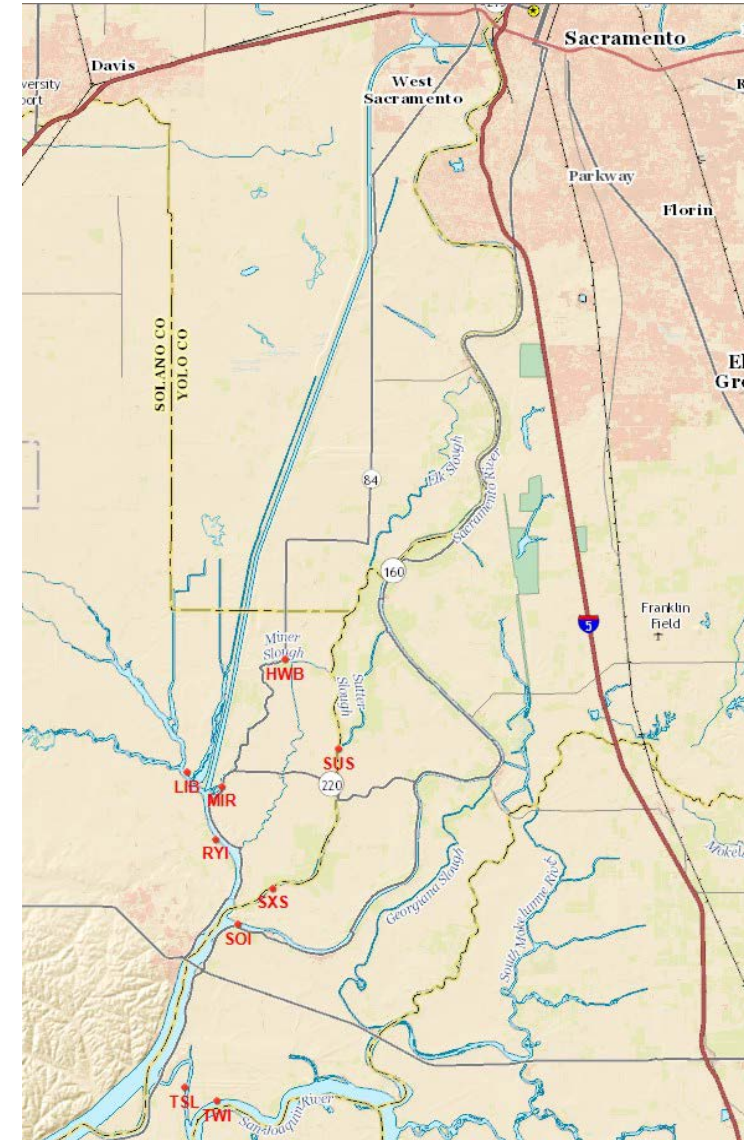 Sacramento
Davis
West
Sacramento
Parkway
Florin
SOLANO CO
YOLO CO
84
Elk Slough
Sacramento River
160
5
Franklin
Field
Miner
Slough
HWB
Sutter
Slough
SUS
LIB
MIR
220
RYI
SXS
SOI
Georgiana Slough
South Mokelumne River
TSL
TWI
San Joaquin River